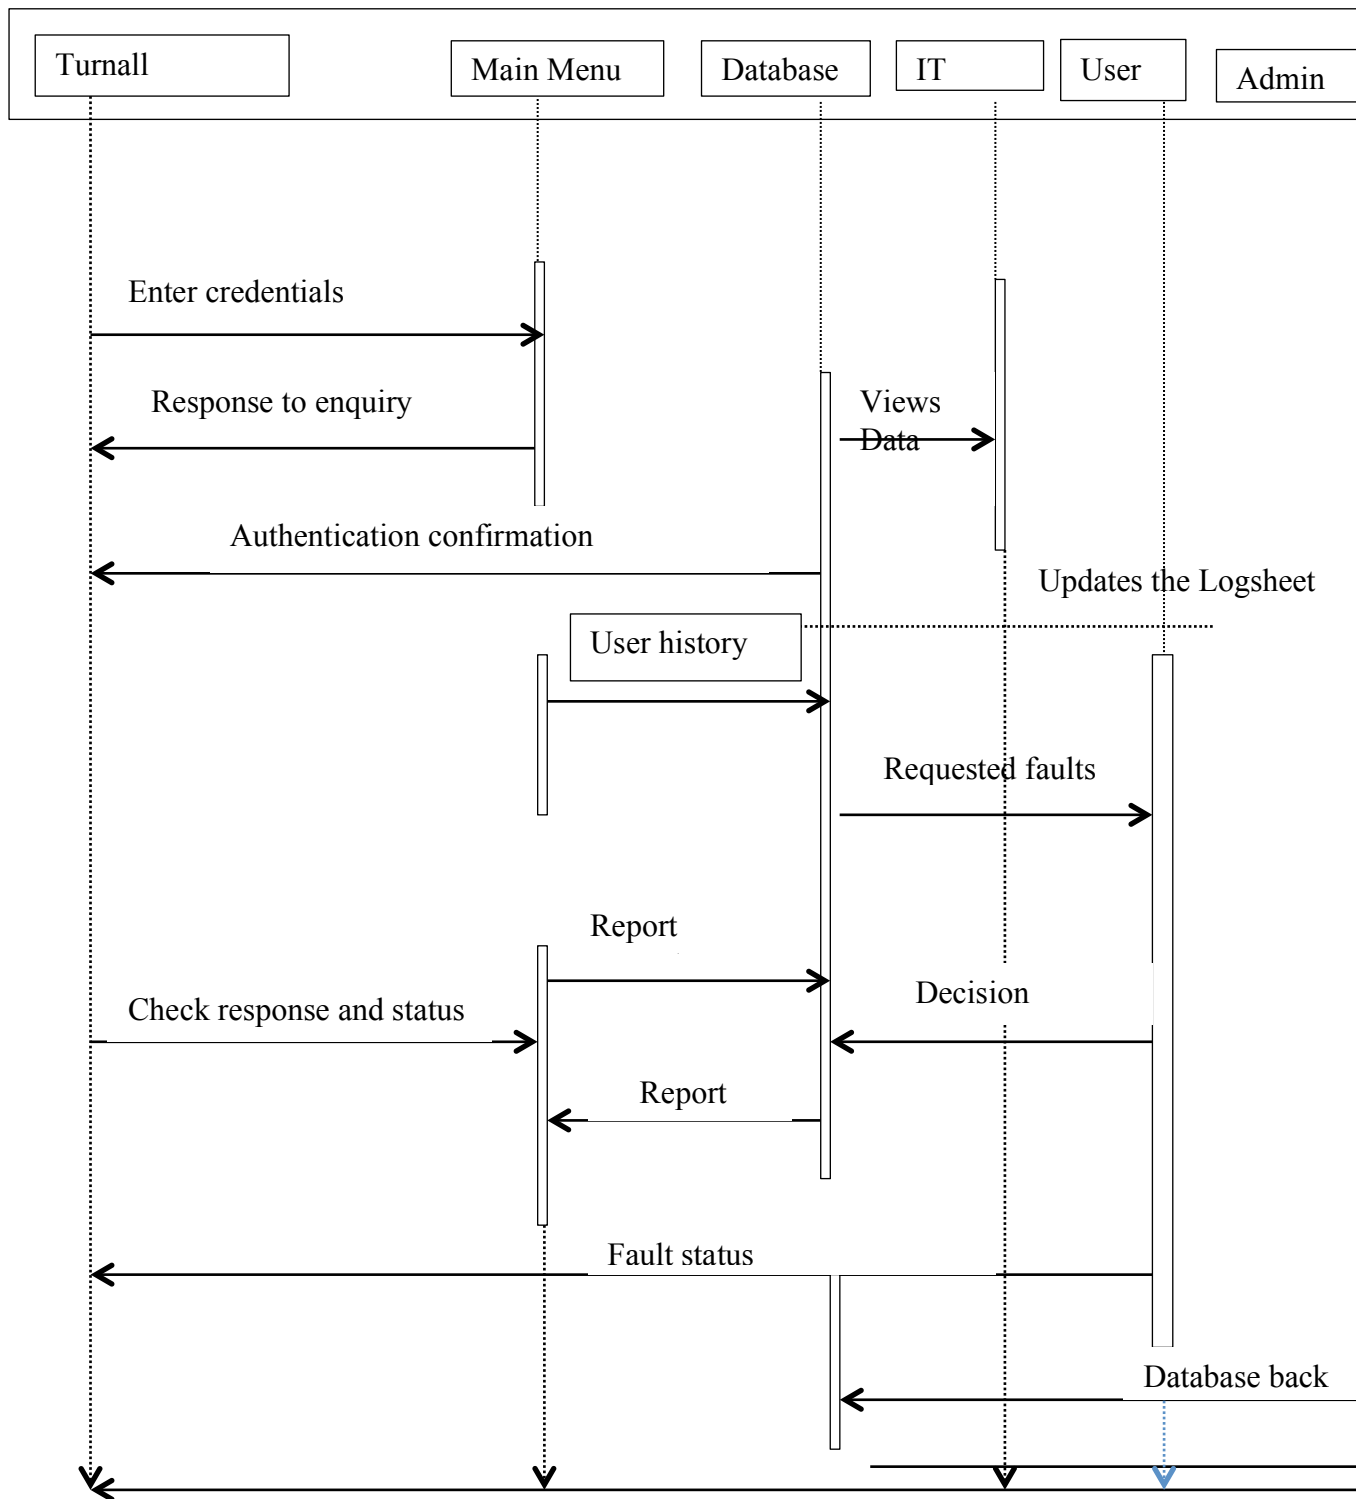 Turnall
Main Menu
Database
IT
User
Admin
Enter credentials
Response to enquiry
Views
Data
Authentication confirmation
Updates the Logsheet
User history
Requested faults
Report
Decision
Check response and status
Report
Fault status
Database back